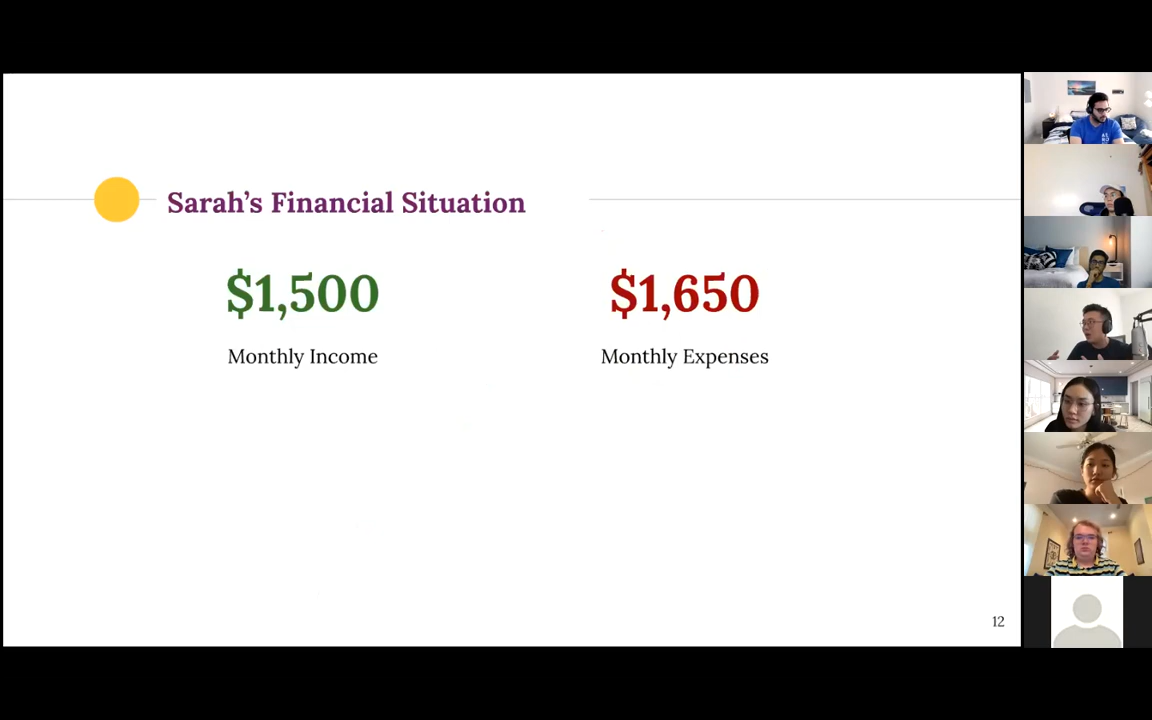 Sarah’s Financial Situation
$1,500
$1,650
Monthly Income
Monthly Expenses
12